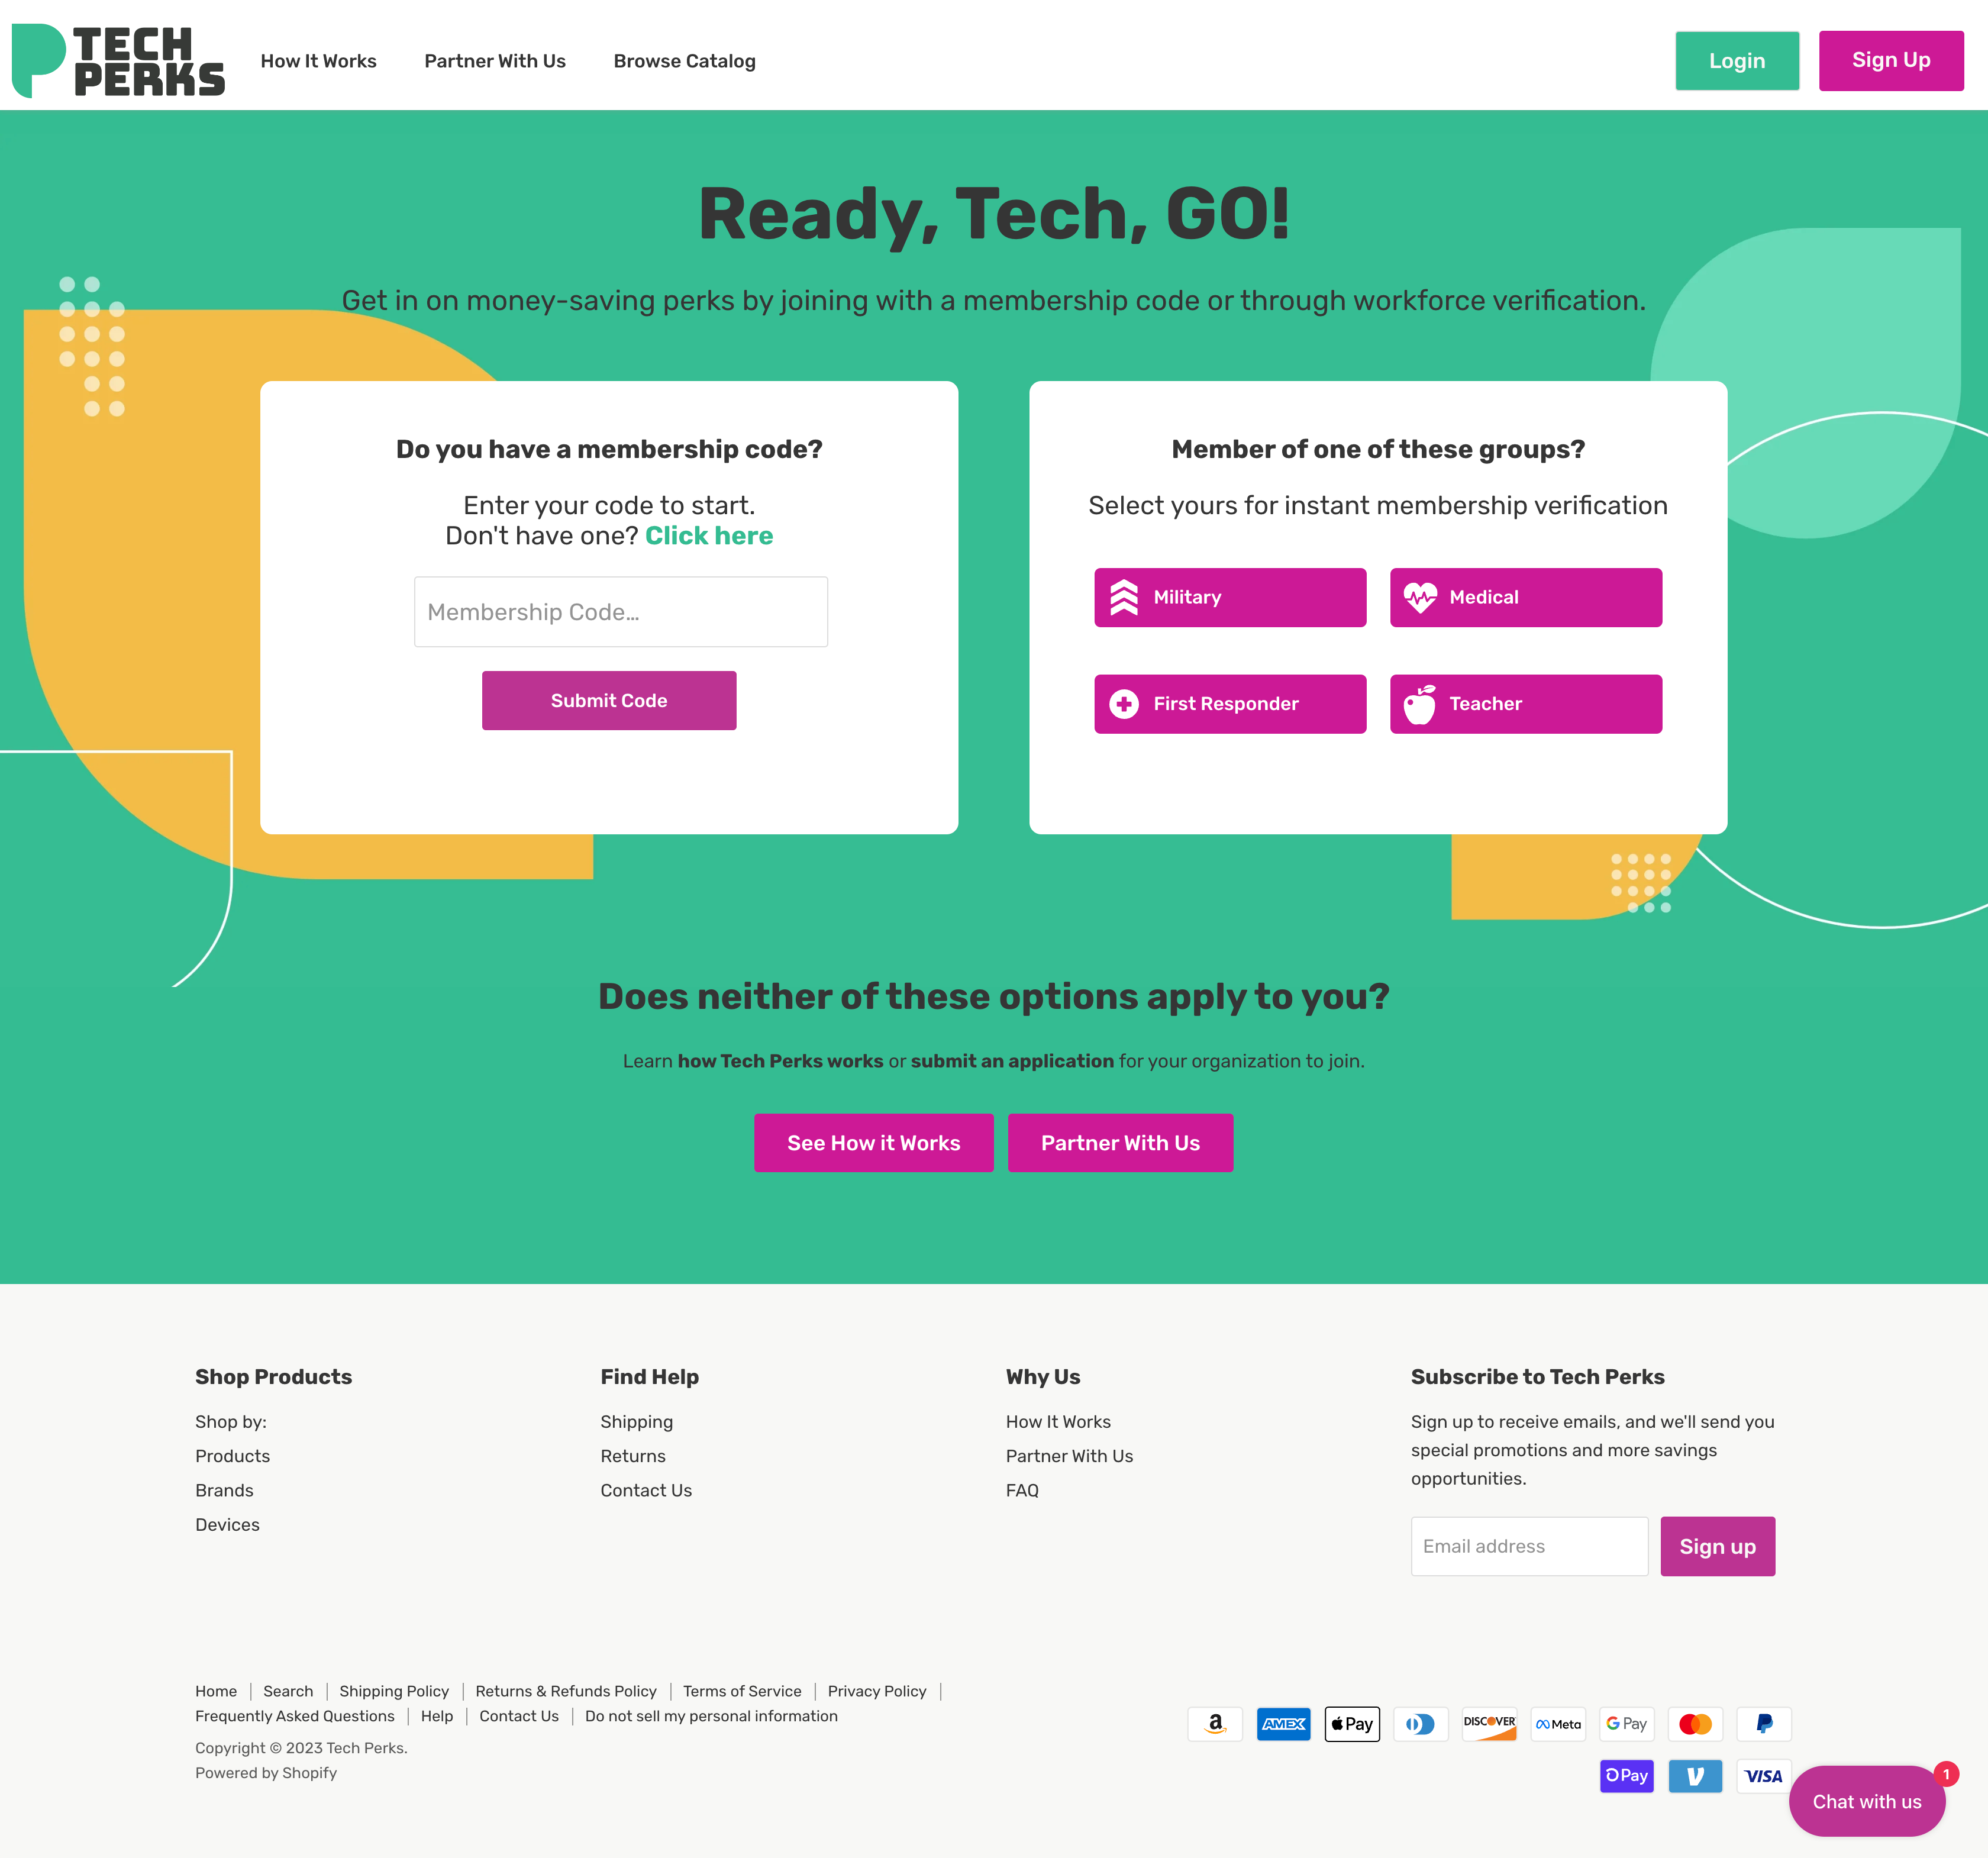 TECH
PERKS
How It Works
Partner With Us
Browse Catalog
Login
Sign Up
Ready, Tech, GO!
Get in on money-saving perks by joining with a membership code or through workforce verification.
Do you have a membership code?
Enter your code to start.
Don't have one? Click here
Membership Code...
Submit Code
Member of one of these groups?
Select yours for instant membership verification
Military
Medical
First Responder
Teacher
Does neither of these options apply to you?
Learn how Tech Perks works or submit an application for your organization to join.
See How it Works
Partner With Us
Shop Products
Shop by:
Products
Brands
Devices
Find Help
Shipping
Returns
Contact Us
Why Us
How It Works
Partner With Us
FAQ
Subscribe to Tech Perks
Sign up to receive emails, and we'll send you
special promotions and more savings
opportunities.
Email address
Sign up
Home | Search | Shipping Policy | Returns & Refunds Policy | Terms of Service | Privacy Policy |
Frequently Asked Questions | Help | Contact Us | Do not sell my personal information
Copyright © 2023 Tech Perks.
Powered by Shopify
a
AMEX
Pay
DISCOVER
Meta
G Pay
Pay
VISA
Chat with us
1